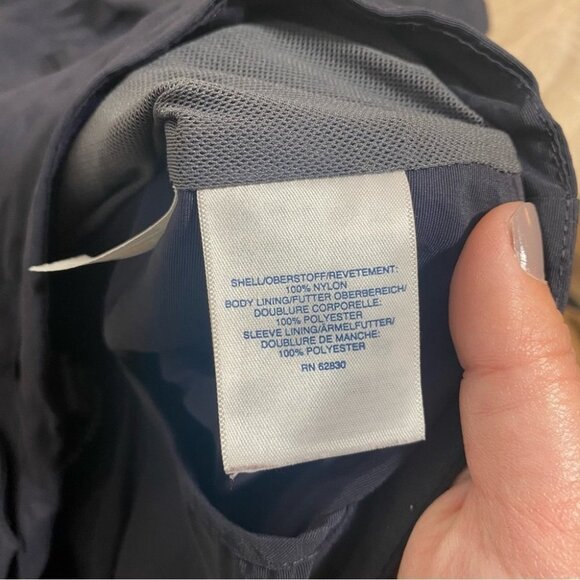 SHELL/OBERSTOFF/REVETEMENT:
100% NYLON
BODY LINING/FUTTER OBERBEREICH/
DOUBLURE CORPORELLE:
100% POLYESTER
SLEEVE LINING/ÄRMELFUTTER/
DOUBLURE DE MANCHE:
100% POLYESTER
RN 62830